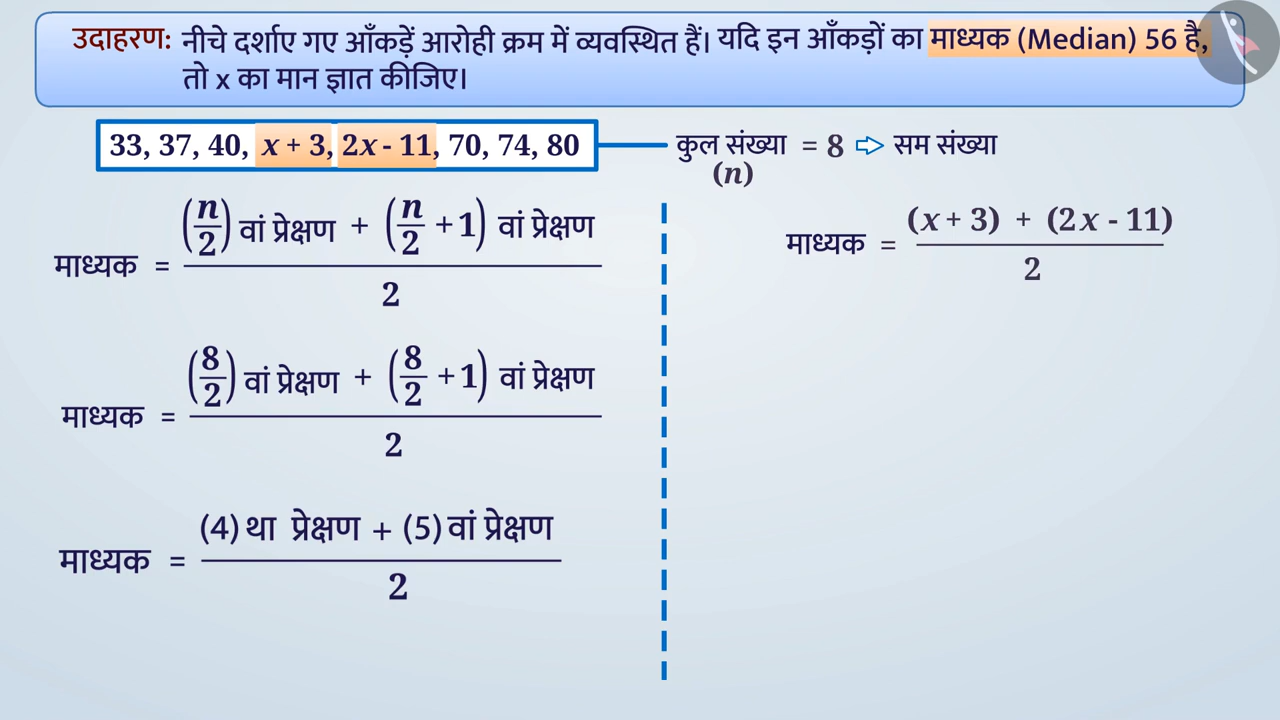 उदाहरण: नीचे दर्शाए गए आँकड़ें आरोही क्रम में व्यवस्थित हैं। यदि इन आँकड़ों का माध्यक (Median) 56 है,
तो x का मान ज्ञात कीजिए।
33, 37, 40, x + 3, 2x - 11, 70, 74, 80
कुल संख्या = 8 ⇨ सम संख्या
(n)
माध्यक = ((n/2) वां प्रेक्षण + (n/2 + 1) वां प्रेक्षण)/2
माध्यक = ((8/2) वां प्रेक्षण + (8/2 + 1) वां प्रेक्षण)/2
माध्यक = ((4) था प्रेक्षण + (5) वां प्रेक्षण)/2
माध्यक = ((x + 3) + (2x - 11))/2